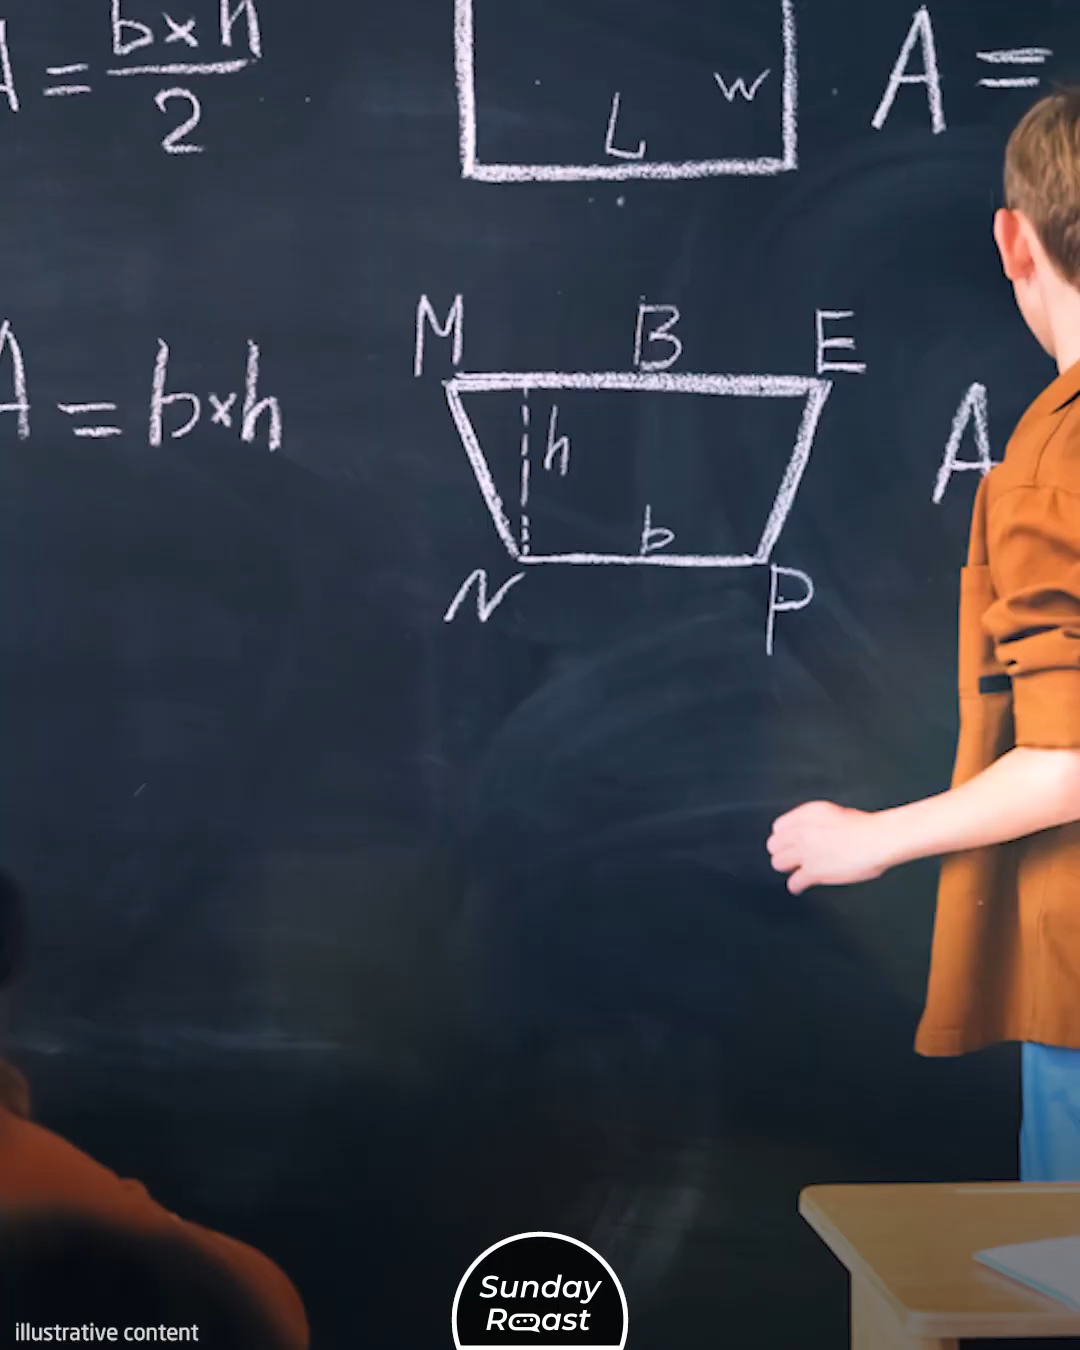 A = b x h
2
L
w
A =
M B E
h
b
N P
A = b x h
A
Sunday
Roast
illustrative content